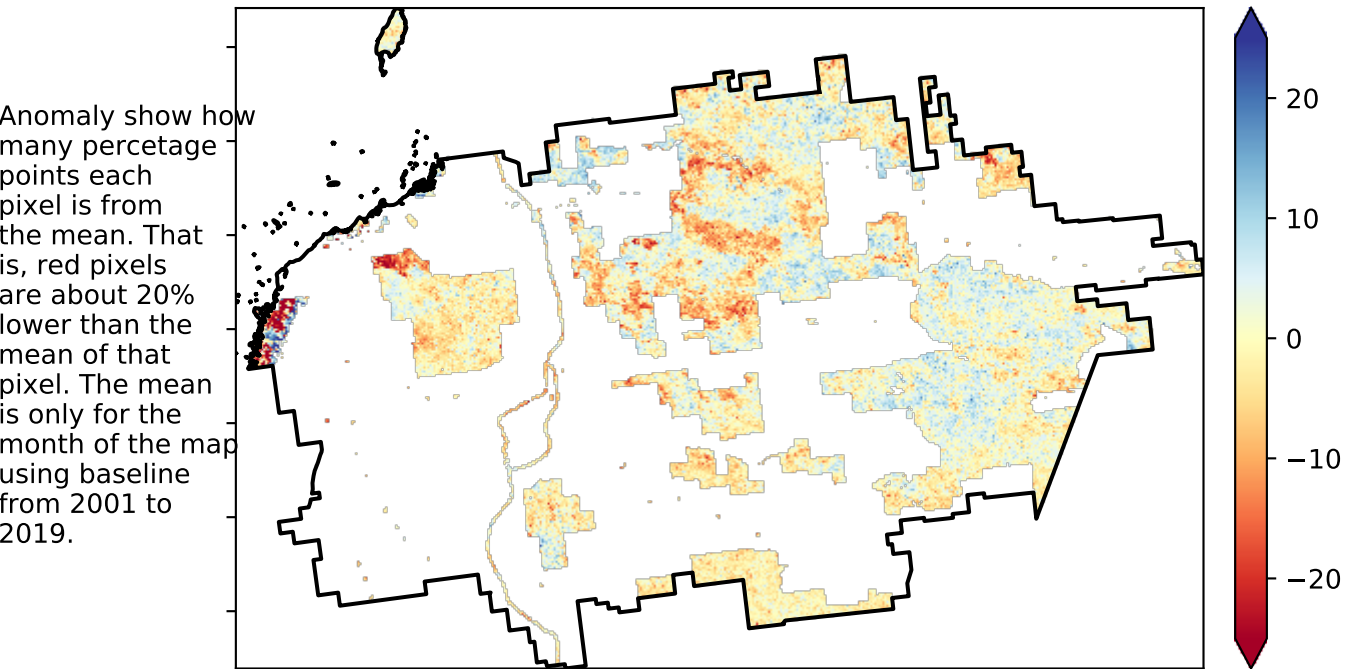 Anomaly show how
many percetage
points each
pixel is from
the mean. That
is, red pixels
are about 20%
lower than the
mean of that
pixel. The mean
is only for the
month of the map
using baseline
from 2001 to
2019.
20
10
0
−10
−20